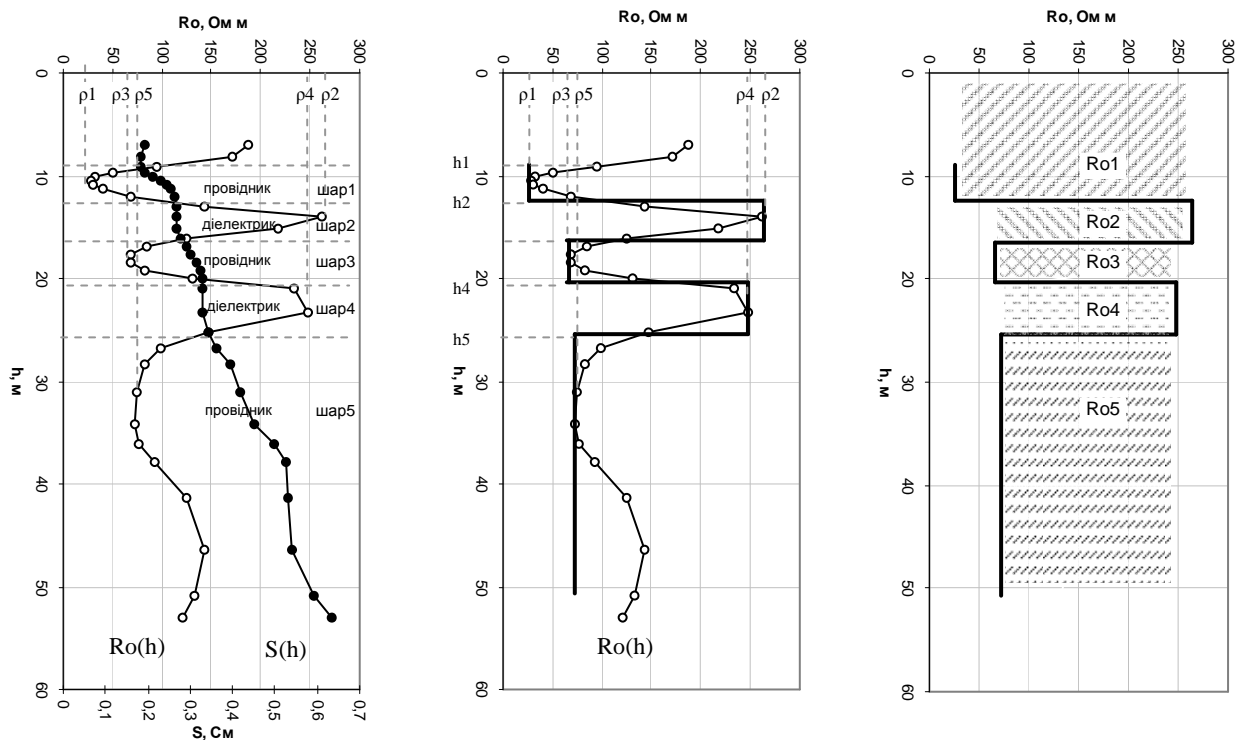 Ro, Ом м
0 50 100 150 200 250 300
0
ρ1 ρ3 ρ5 ρ4 ρ2
10
провідник шар1
діелектрик шар2
провідник шар3
20
діелектрик шар4
30
h, м
провідник шар5
40
50
Ro(h) S(h)
60
0 0,1 0,2 0,3 0,4 0,5 0,6 0,7
S, См
Ro, Ом м
0 50 100 150 200 250 300
0
ρ1 ρ3 ρ5 ρ4 ρ2
h1
10
h2
20
h4
h5
30
h, м
40
50
Ro(h)
60
Ro, Ом м
0 50 100 150 200 250 300
0
Ro1
10
Ro2
Ro3
20
Ro4
30
h, м
Ro5
40
50
60